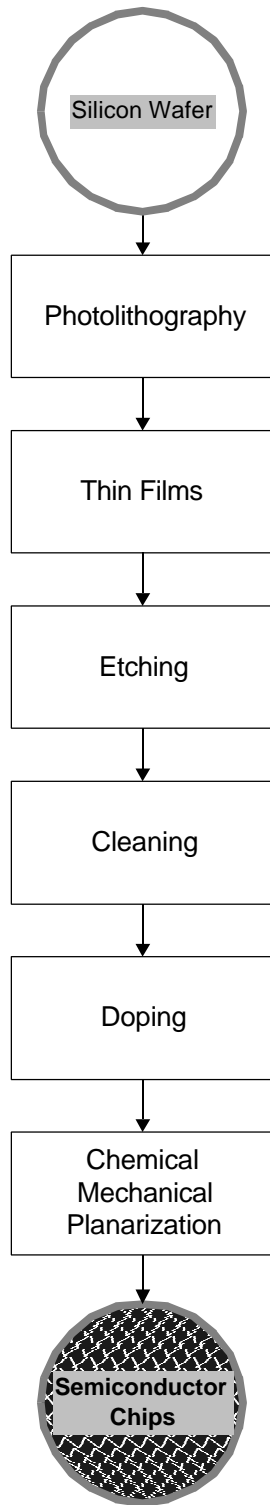 Silicon Wafer
Photolithography
Thin Films
Etching
Cleaning
Doping
Chemical
Mechanical
Planarization
Semiconductor
Chips